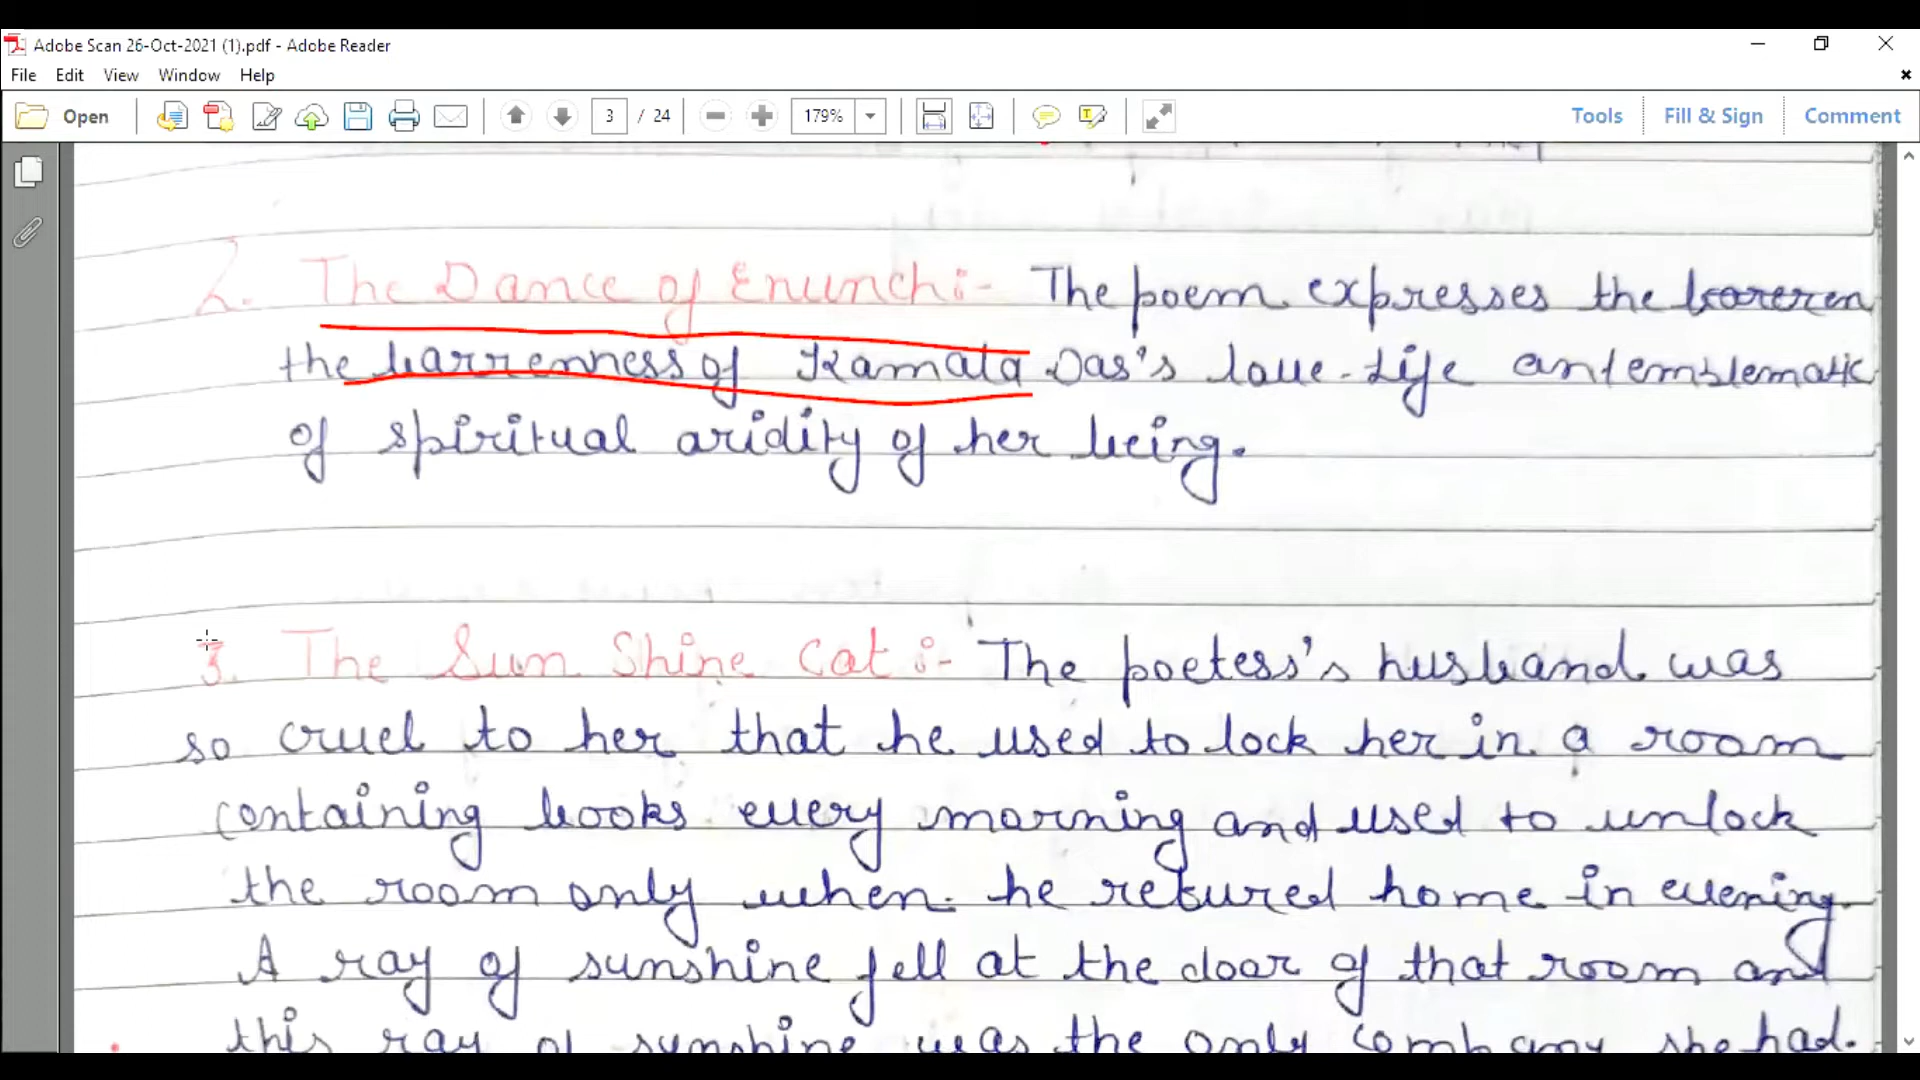 Adobe Scan 26-Oct-2021 (1).pdf - Adobe Reader
File Edit View Window Help
Open 3 / 24 179% Tools Fill & Sign Comment
2. The Dance of Enunchi:- The poem expresses the
the barrenness of Kamala Das's love-life and emblematic
of spiritual aridity of her being.
3. The Sun Shine Cat:- The poetess's husband was
so cruel to her that he used to lock her in a room
containing books every morning and used to unlock
the room only when he retured home in evening.
A ray of sunshine fell at the door of that room and
this ray of sunshine was the only company she had.